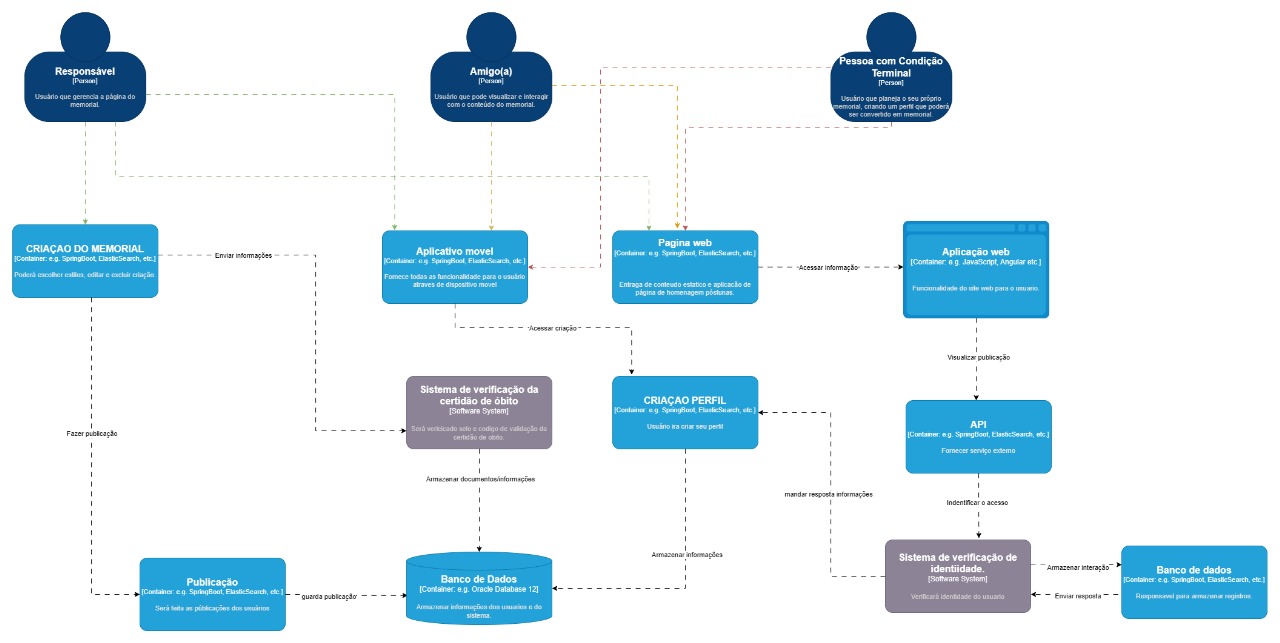 Responsável
[Person]
Usuário que gerencia a página do
memorial.
Amigo(a)
[Person]
Usuário que pode visualizar e interagir
com o conteúdo do memorial.
Pessoa com Condição
Terminal
[Person]
Usuário que planeja o seu próprio
memorial, criando um perfil que poderá
ser convertido em memorial.
CRIAÇAO DO MEMORIAL
[Container: e.g. SpringBoot, ElasticSearch, etc.]
Poderá escolher estilos, editar e excluir criação.
Enviar informações
Aplicativo movel
[Container: e.g. SpringBoot, ElasticSearch, etc.]
Fornece todas as funcionalidade para o usuário
atraves de dispositivo movel
Pagina web
[Container: e.g. SpringBoot, ElasticSearch, etc.]
Entraga de conteudo estatico e aplicacão de
página de homenagem póstunas.
Acessar informação
Aplicação web
[Container: e.g. JavaScript, Angular etc.]
Funcionalidade do site web para o usuario.
Acessar criação
Visualizar publicação
Sistema de verificação da
certidão de óbito
[Software System]
Será vericicado selo e codigo de validação da
certidão de obito.
CRIAÇAO PERFIL
[Container: e.g. SpringBoot, ElasticSearch, etc.]
Usuário ira criar seu perfil
API
[Container: e.g. SpringBoot, ElasticSearch, etc.]
Fornecer serviço externo
Fazer publicação
Armazenar documentos/informações
mandar resposta informações
Indentificar o acesso
Armazenar informações
Publicação
[Container: e.g. SpringBoot, ElasticSearch, etc.]
Será feita as públicações dos usuários
guarda publicação
Banco de Dados
[Container: e.g. Oracle Database 12]
Armazenar informações dos usuarios e do
sistema.
Sistema de verificação de
identiidade.
[Software System]
Verificará identidade do usuario
Armazenar interação
Enviar resposta
Banco de dados
[Container: e.g. SpringBoot, ElasticSearch, etc.]
Responsavel para armazenar registros.